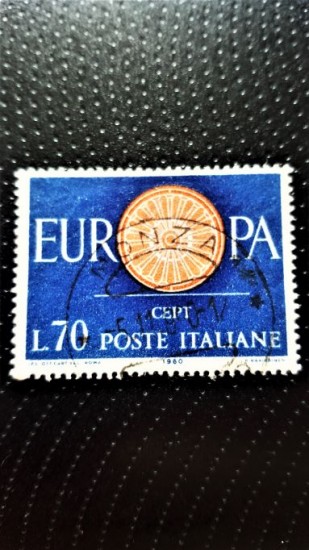 EUROPA
CEPT
L.70 POSTE ITALIANE
1960